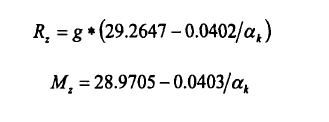 R_z = g * (29.2647 - 0.0402/α_k)
M_z = 28.9705 - 0.0403/α_k